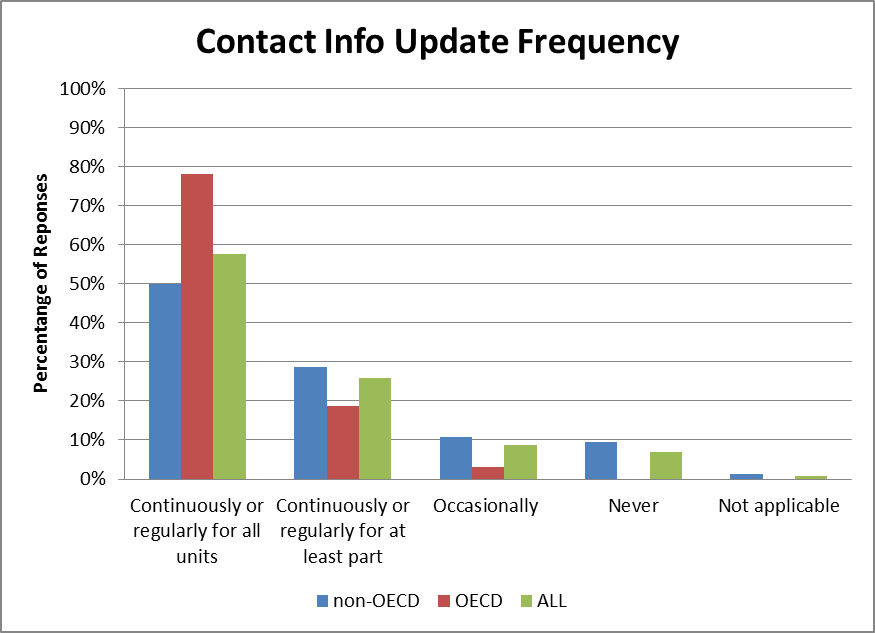 Contact Info Update Frequency
Percentange of Reponses
100%
90%
80%
70%
60%
50%
40%
30%
20%
10%
0%
Continuously or
regularly for all
units
Continuously or
regularly for at
least part
Occasionally
Never
Not applicable
non-OECD OECD ALL